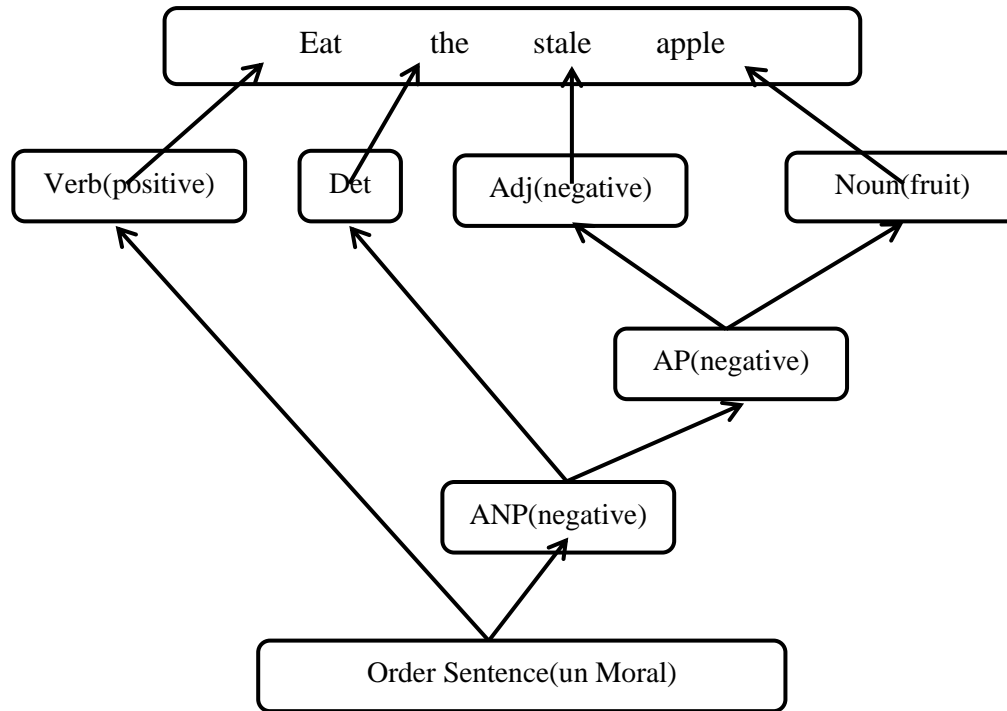 Eat the stale apple
Verb(positive) Det Adj(negative) Noun(fruit)
AP(negative)
ANP(negative)
Order Sentence(un Moral)